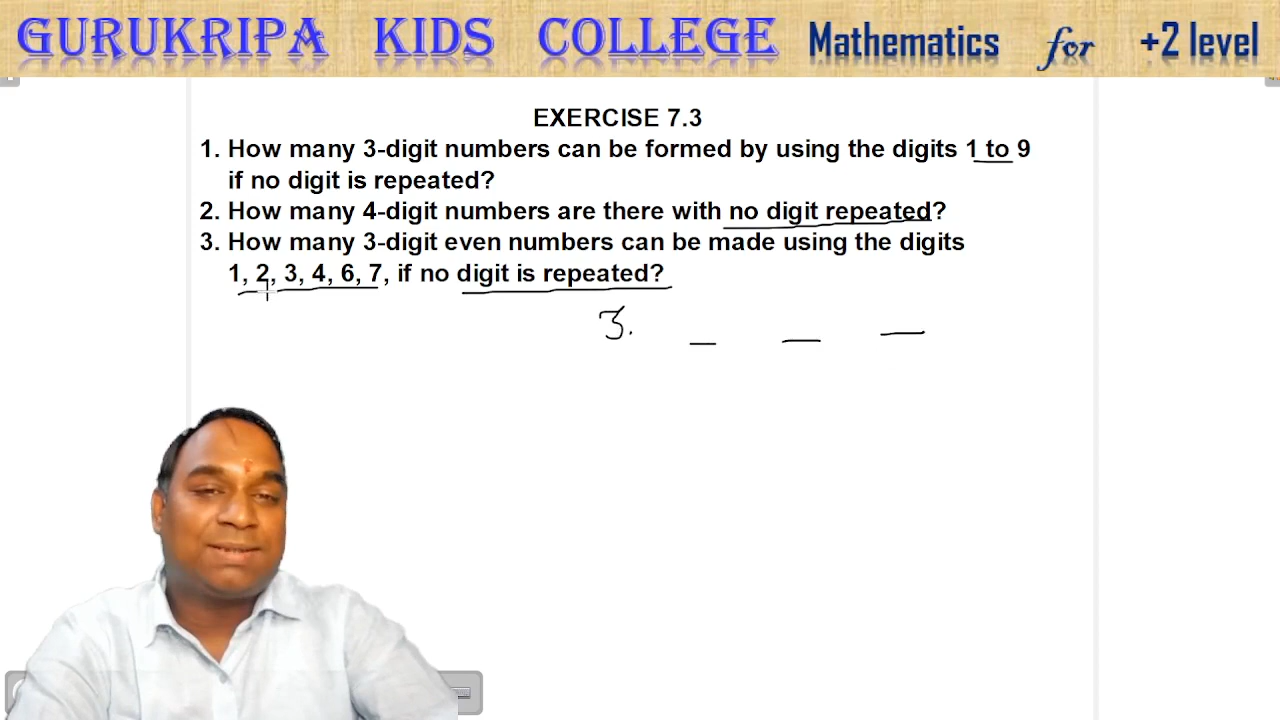 GURUKRIPA KIDS COLLEGE Mathematics for +2 level
EXERCISE 7.3
1. How many 3-digit numbers can be formed by using the digits 1 to 9
if no digit is repeated?
2. How many 4-digit numbers are there with no digit repeated?
3. How many 3-digit even numbers can be made using the digits
1, 2, 3, 4, 6, 7, if no digit is repeated?
3. _ _ _